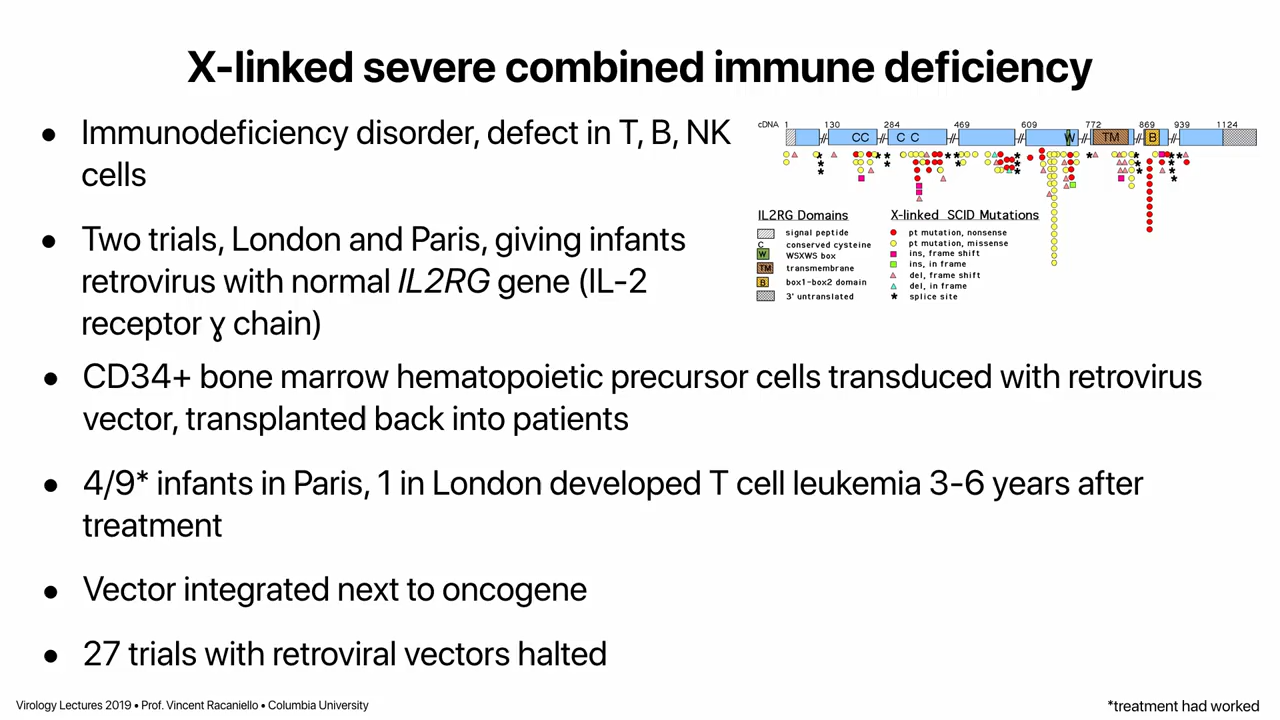 X-linked severe combined immune deficiency
● Immunodeficiency disorder, defect in T, B, NK
cells
● Two trials, London and Paris, giving infants
retrovirus with normal IL2RG gene (IL-2
receptor ɣ chain)
● CD34+ bone marrow hematopoietic precursor cells transduced with retrovirus
vector, transplanted back into patients
● 4/9* infants in Paris, 1 in London developed T cell leukemia 3-6 years after
treatment
● Vector integrated next to oncogene
● 27 trials with retroviral vectors halted
cDNA 1 130 284 469 609 772 869 939 1124
CC C C W TM B
IL2RG Domains
signal peptide
C conserved cysteine
W WSXWS box
TM transmembrane
B box1-box2 domain
3' untranslated
X-linked SCID Mutations
pt mutation, nonsense
pt mutation, missense
ins, frame shift
ins, in frame
del, frame shift
del, in frame
* splice site
Virology Lectures 2019 • Prof. Vincent Racaniello • Columbia University
*treatment had worked